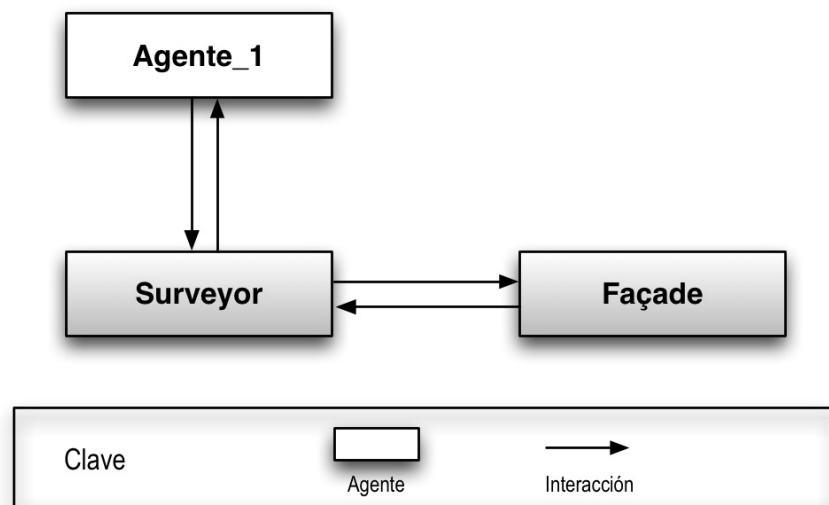 Agente_1
Surveyor
Façade
Clave
Agente
Interacción